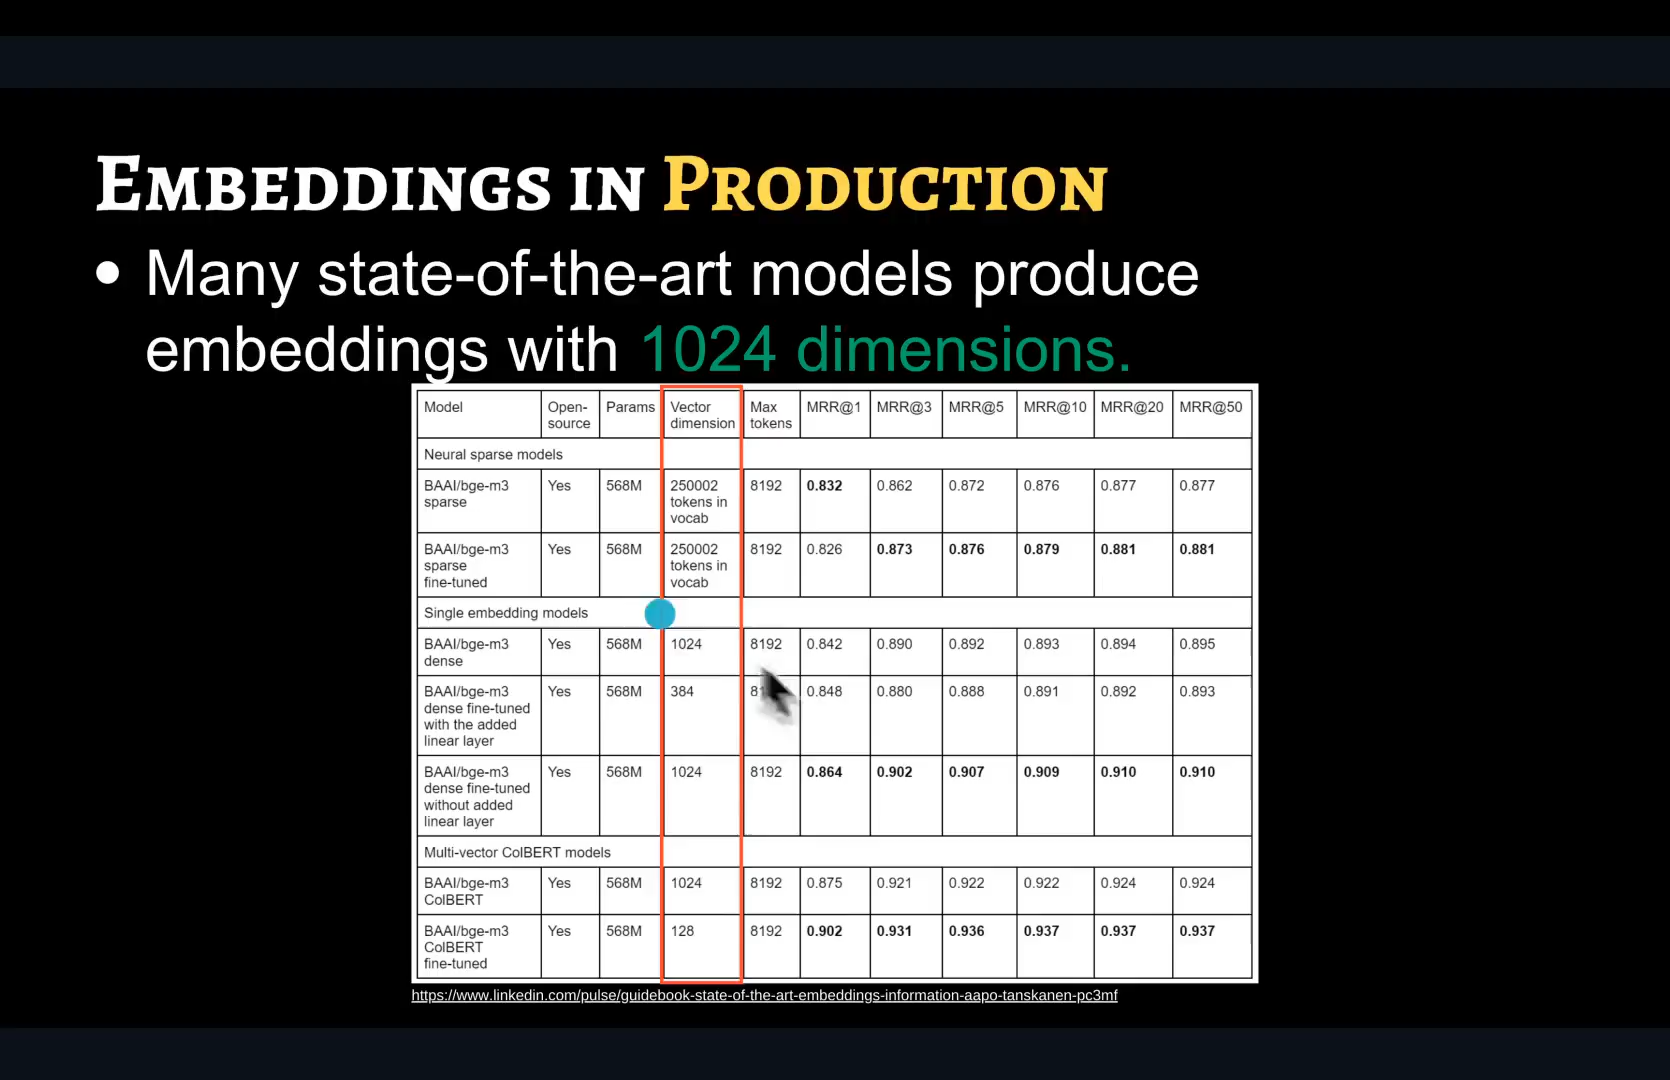 EMBEDDINGS IN PRODUCTION
• Many state-of-the-art models produce
embeddings with 1024 dimensions.
Model Open-source Params Vector dimension Max tokens MRR@1 MRR@3 MRR@5 MRR@10 MRR@20 MRR@50
Neural sparse models
BAAI/bge-m3 sparse Yes 568M 250002 tokens in vocab 8192 0.832 0.862 0.872 0.876 0.877 0.877
BAAI/bge-m3 sparse fine-tuned Yes 568M 250002 tokens in vocab 8192 0.826 0.873 0.876 0.879 0.881 0.881
Single embedding models
BAAI/bge-m3 dense Yes 568M 1024 8192 0.842 0.890 0.892 0.893 0.894 0.895
BAAI/bge-m3 dense fine-tuned with the added linear layer Yes 568M 384 0.848 0.880 0.888 0.891 0.892 0.893
BAAI/bge-m3 dense fine-tuned without added linear layer Yes 568M 1024 8192 0.864 0.902 0.907 0.909 0.910 0.910
Multi-vector ColBERT models
BAAI/bge-m3 ColBERT Yes 568M 1024 8192 0.875 0.921 0.922 0.922 0.924 0.924
BAAI/bge-m3 ColBERT fine-tuned Yes 568M 128 8192 0.902 0.931 0.936 0.937 0.937 0.937
https://www.linkedin.com/pulse/guidebook-state-of-the-art-embeddings-information-aapo-tanskanen-pc3mf